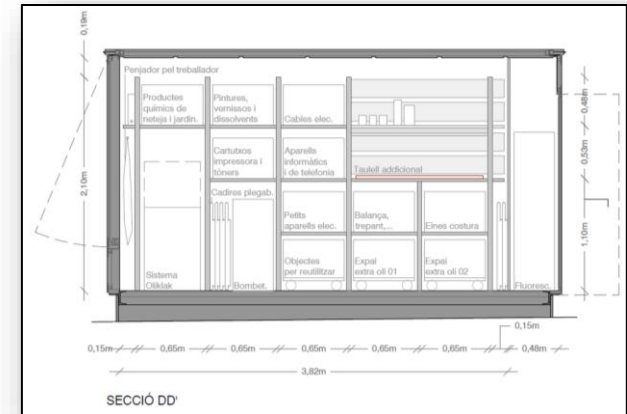 0,19m
Penjador pel treballador
Productes
químics de
neteja i jardin.
Pintures,
vernissos i
dissolvents
Cables elec.
0,48m
Cartutxos
impressora i
tòners
Aparells
informàtics
i de telefonia
Taulell addicional
0,53m
2,10m
Cadires plegab.
Petits
aparells elec.
Balança,
trepant,...
Eines costura
1,10m
Sistema
Oliklak
Bombet.
Objectes
per reutilitzar
Expai
extra oli 01
Expai
extra oli 02
Fluoresc.
0,15m
0,15m
0,65m
0,65m
0,65m
0,65m
0,65m
0,48m
3,82m
SECCIÓ DD'